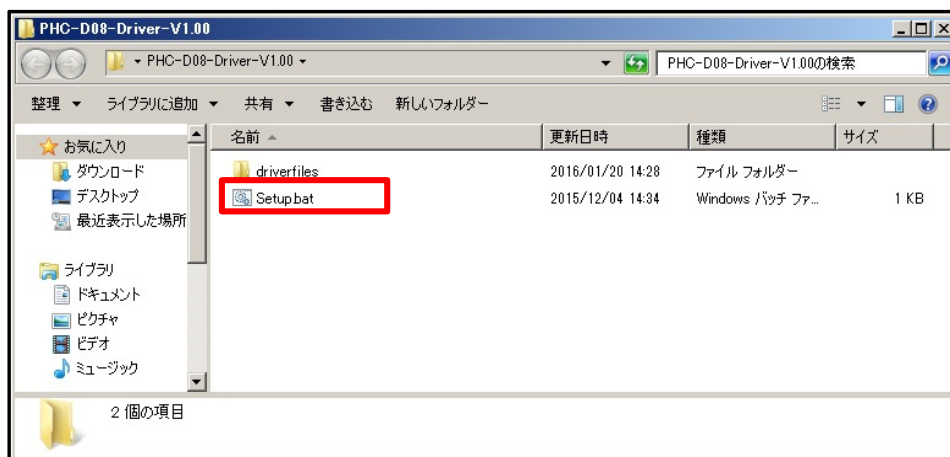 PHC-D08-Driver-V1.00
PHC-D08-Driver-V1.00
PHC-D08-Driver-V1.00の検索
整理 ライブラリに追加 共有 書き込む 新しいフォルダー
名前 更新日時 種類 サイズ
お気に入り
ダウンロード
デスクトップ
最近表示した場所
ライブラリ
ドキュメント
ピクチャ
ビデオ
ミュージック
driverfiles 2016/01/20 14:28 ファイル フォルダー
Setup.bat 2015/12/04 14:34 Windows バッチ ファ... 1 KB
2 個の項目